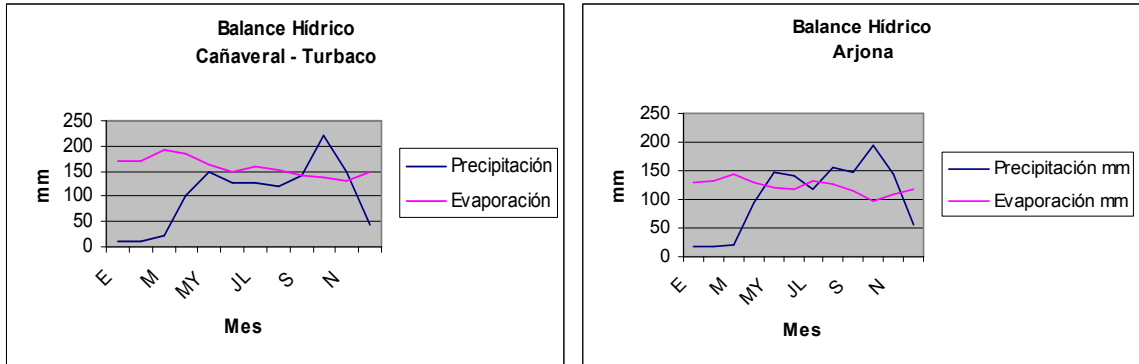 Balance Hídrico
Cañaveral - Turbaco
250
200
150
100
50
0
mm
E
M
MY
JL
S
N
Mes
Precipitación
Evaporación
Balance Hídrico
Arjona
250
200
150
100
50
0
mm
E
M
MY
JL
S
N
Mes
Precipitación mm
Evaporación mm